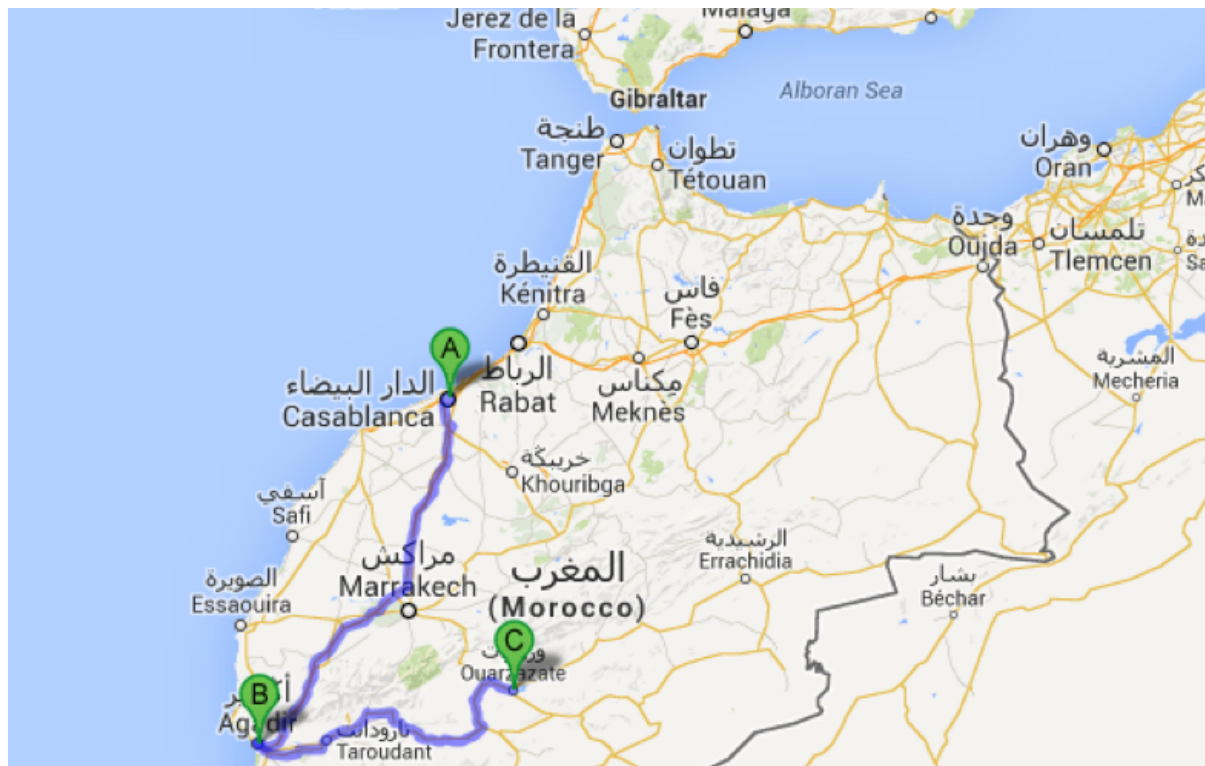 Jerez de la
Frontera
Gibraltar
Alboran Sea
طنجة
Tanger
تطوان
Tétouan
وهران
Oran
وجدة
Oujda
تلمسان
Tlemcen
القنيطرة
Kénitra
فاس
Fès
المشرية
Mecheria
A
الدار البيضاء
Casablanca
الرباط
Rabat
مكناس
Meknès
خريبگة
Khouribga
آسفي
Safi
مراكش
Marrakech
المغرب
(Morocco)
الرشيدية
Errachidia
بشار
Béchar
الصويرة
Essaouira
C
Ouarzazate
B
Agadir
تارودانت
Taroudant